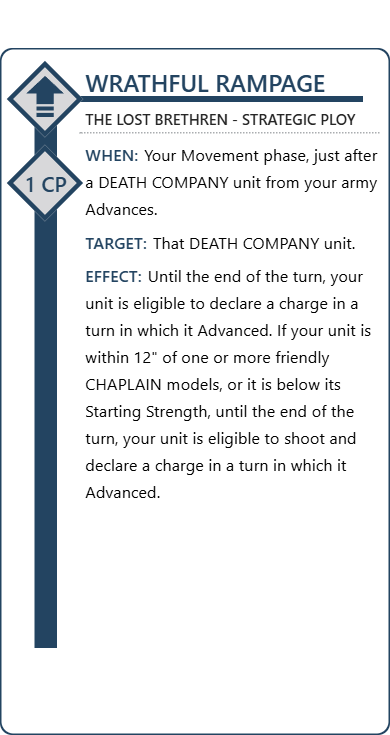 WRATHFUL RAMPAGE
THE LOST BRETHREN - STRATEGIC PLOY
1 CP
WHEN: Your Movement phase, just after
a DEATH COMPANY unit from your army
Advances.
TARGET: That DEATH COMPANY unit.
EFFECT: Until the end of the turn, your
unit is eligible to declare a charge in a
turn in which it Advanced. If your unit is
within 12" of one or more friendly
CHAPLAIN models, or it is below its
Starting Strength, until the end of the
turn, your unit is eligible to shoot and
declare a charge in a turn in which it
Advanced.